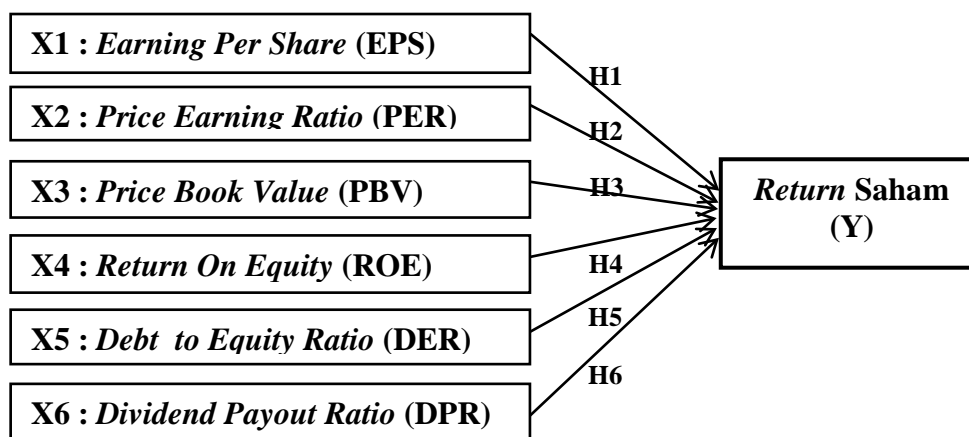 X1 : Earning Per Share (EPS)
H1
X2 : Price Earning Ratio (PER)
H2
X3 : Price Book Value (PBV)
H3
Return Saham
(Y)
X4 : Return On Equity (ROE)
H4
X5 : Debt to Equity Ratio (DER)
H5
H6
X6 : Dividend Payout Ratio (DPR)